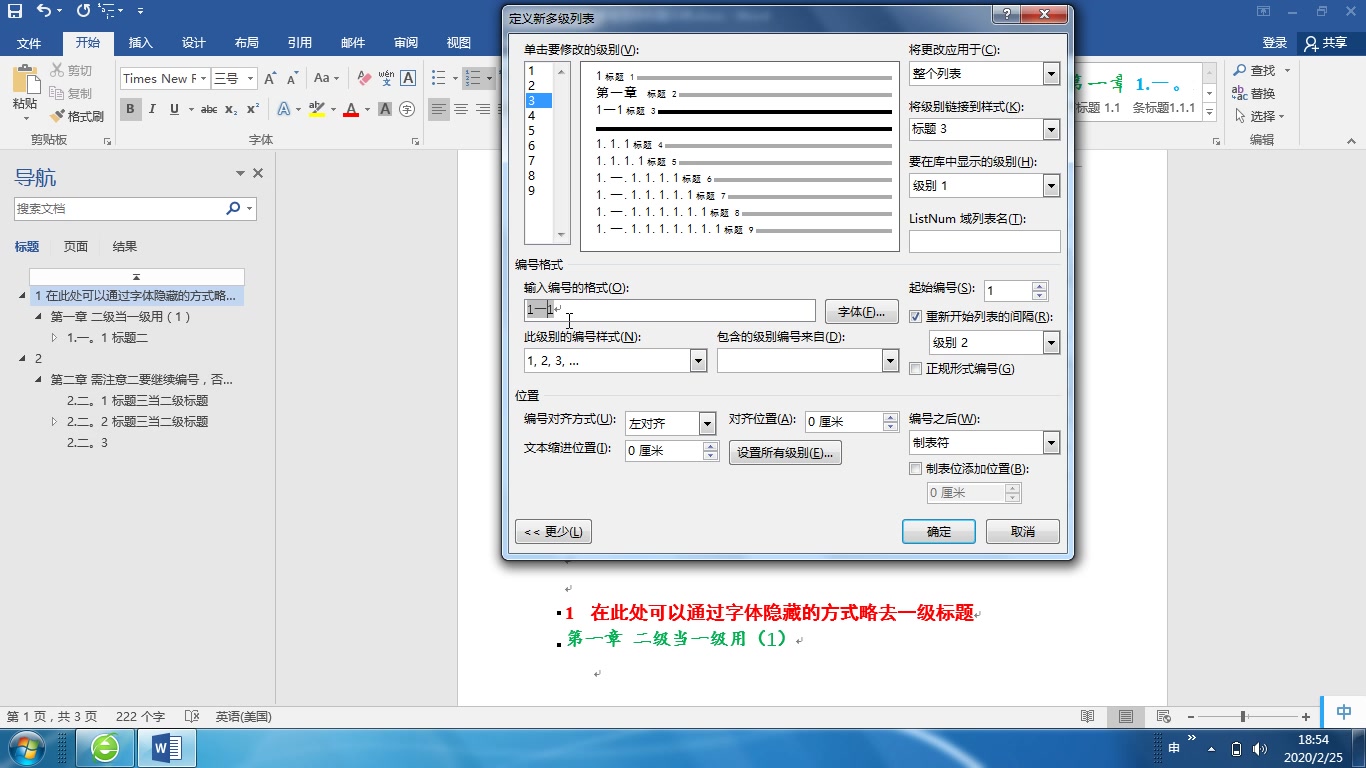 定义新多级列表
文件 开始 插入 设计 布局 引用 邮件 审阅 视图 登录 共享
粘贴 剪切 复制 格式刷
剪贴板
Times New F 三号 A A Aa wén A
B I U abc x₂ x² A aby A A 字
字体
第一章 1.一。
标题 1.1 条标题1.1.1
查找
替换
选择
编辑
导航
搜索文档
标题 页面 结果
1 在此处可以通过字体隐藏的方式略...
第一章 二级当一级用（1）
1.一。1 标题二
2
第二章 需注意二要继续编号，否...
2.二。1 标题三当二级标题
2.二。2 标题三当二级标题
2.二。3
单击要修改的级别(V):
1
2
3
4
5
6
7
8
9
1 标题 1
第一章 标题 2
1一1 标题 3
1. 1. 1 标题 4
1. 1. 1. 1 标题 5
1. 一. 1. 1. 1. 1 标题 6
1. 一. 1. 1. 1. 1. 1 标题 7
1. 一. 1. 1. 1. 1. 1. 1 标题 8
1. 一. 1. 1. 1. 1. 1. 1. 1 标题 9
将更改应用于(C):
整个列表
将级别链接到样式(K):
标题 3
要在库中显示的级别(H):
级别 1
ListNum 域列表名(T):
编号格式
输入编号的格式(O):
1一1
字体(F)...
起始编号(S): 1
重新开始列表的间隔(R):
级别 2
正规形式编号(G)
此级别的编号样式(N):
1, 2, 3, ...
包含的级别编号来自(D):
位置
编号对齐方式(U): 左对齐 对齐位置(A): 0 厘米
文本缩进位置(I): 0 厘米 设置所有级别(E)...
编号之后(W):
制表符
制表位添加位置(B):
0 厘米
<< 更少(L) 确定 取消
1 在此处可以通过字体隐藏的方式略去一级标题
第一章 二级当一级用（1）
第 1 页，共 3 页 222 个字 英语(美国)
中
申
18:54
2020/2/25